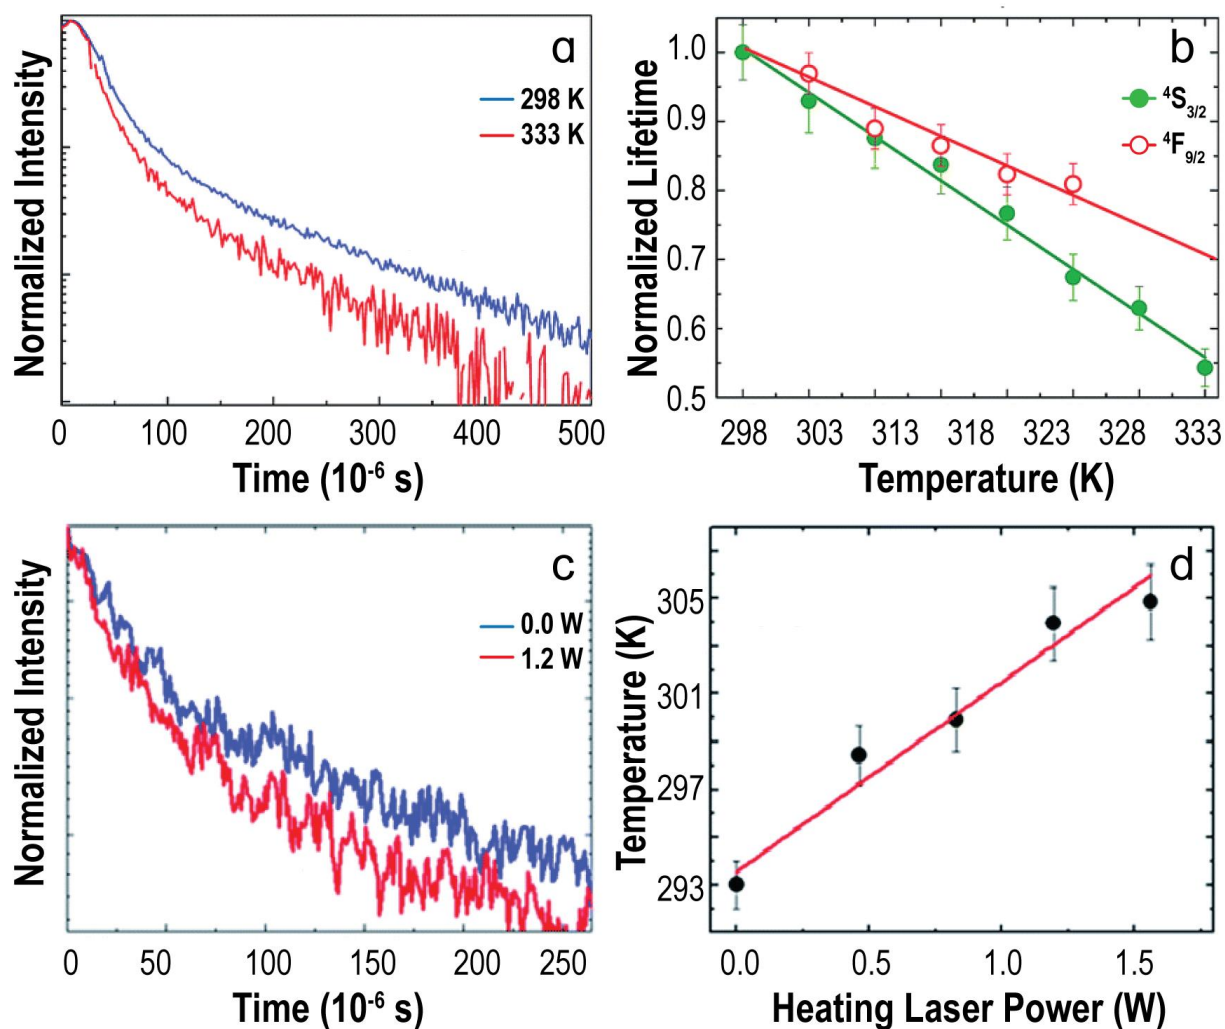 a
Normalized Intensity
298 K
333 K
0 100 200 300 400 500
Time (10⁻⁶ s)
b
Normalized Lifetime
1.0
0.9
0.8
0.7
0.6
0.5
⁴S₃/₂
⁴F₉/₂
298 303 313 318 323 328 333
Temperature (K)
c
Normalized Intensity
0.0 W
1.2 W
0 50 100 150 200 250
Time (10⁻⁶ s)
d
Temperature (K)
305
301
297
293
0.0 0.5 1.0 1.5
Heating Laser Power (W)